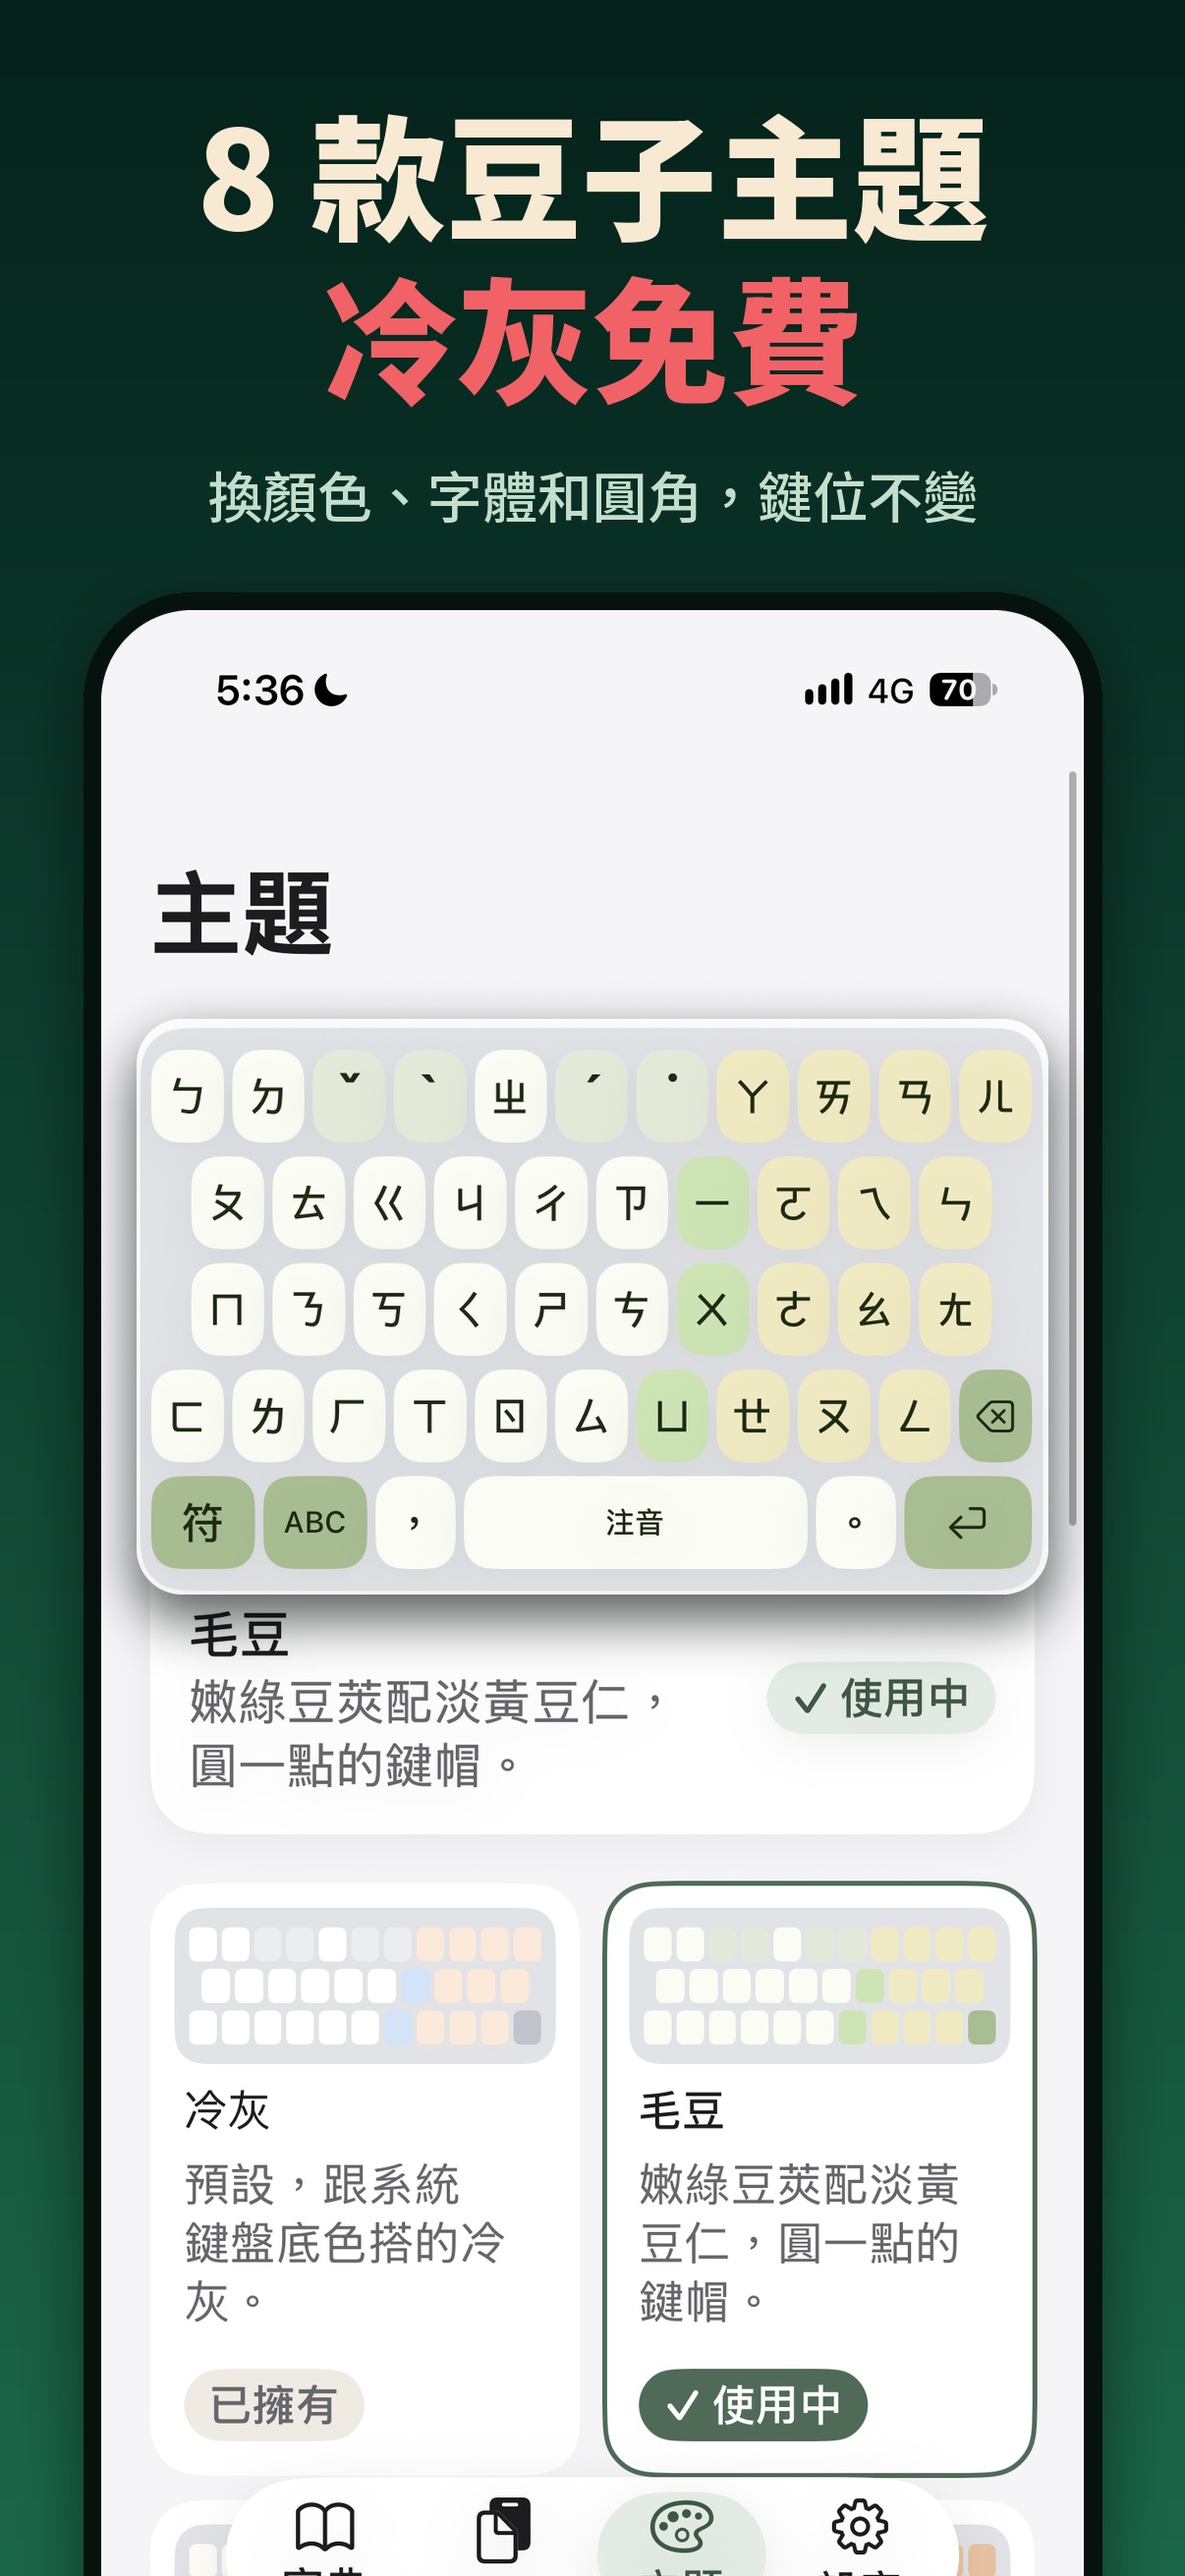 8 款豆子主題
冷灰免費
換顏色、字體和圓角，鍵位不變
5:36 4G 70
主題
ㄅ ㄉ ˇ ˋ ㄓ ˊ ˙ ㄚ ㄞ ㄢ ㄦ
ㄆ ㄊ ㄍ ㄐ ㄔ ㄗ ㄧ ㄛ ㄟ ㄣ
ㄇ ㄋ ㄎ ㄑ ㄕ ㄘ ㄨ ㄜ ㄠ ㄤ
ㄈ ㄌ ㄏ ㄒ ㄖ ㄙ ㄩ ㄝ ㄡ ㄥ
符 ABC ， 注音 。
毛豆
嫩綠豆莢配淡黃豆仁，
圓一點的鍵帽。
✓ 使用中
冷灰
預設，跟系統
鍵盤底色搭的冷
灰。
已擁有
毛豆
嫩綠豆莢配淡黃
豆仁，圓一點的
鍵帽。
✓ 使用中